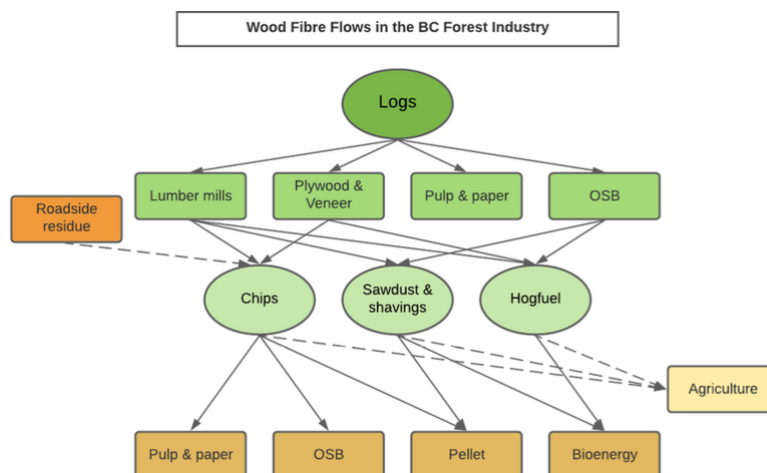 Wood Fibre Flows in the BC Forest Industry
Logs
Lumber mills
Plywood &
Veneer
Pulp & paper
OSB
Roadside
residue
Chips
Sawdust &
shavings
Hogfuel
Agriculture
Pulp & paper
OSB
Pellet
Bioenergy